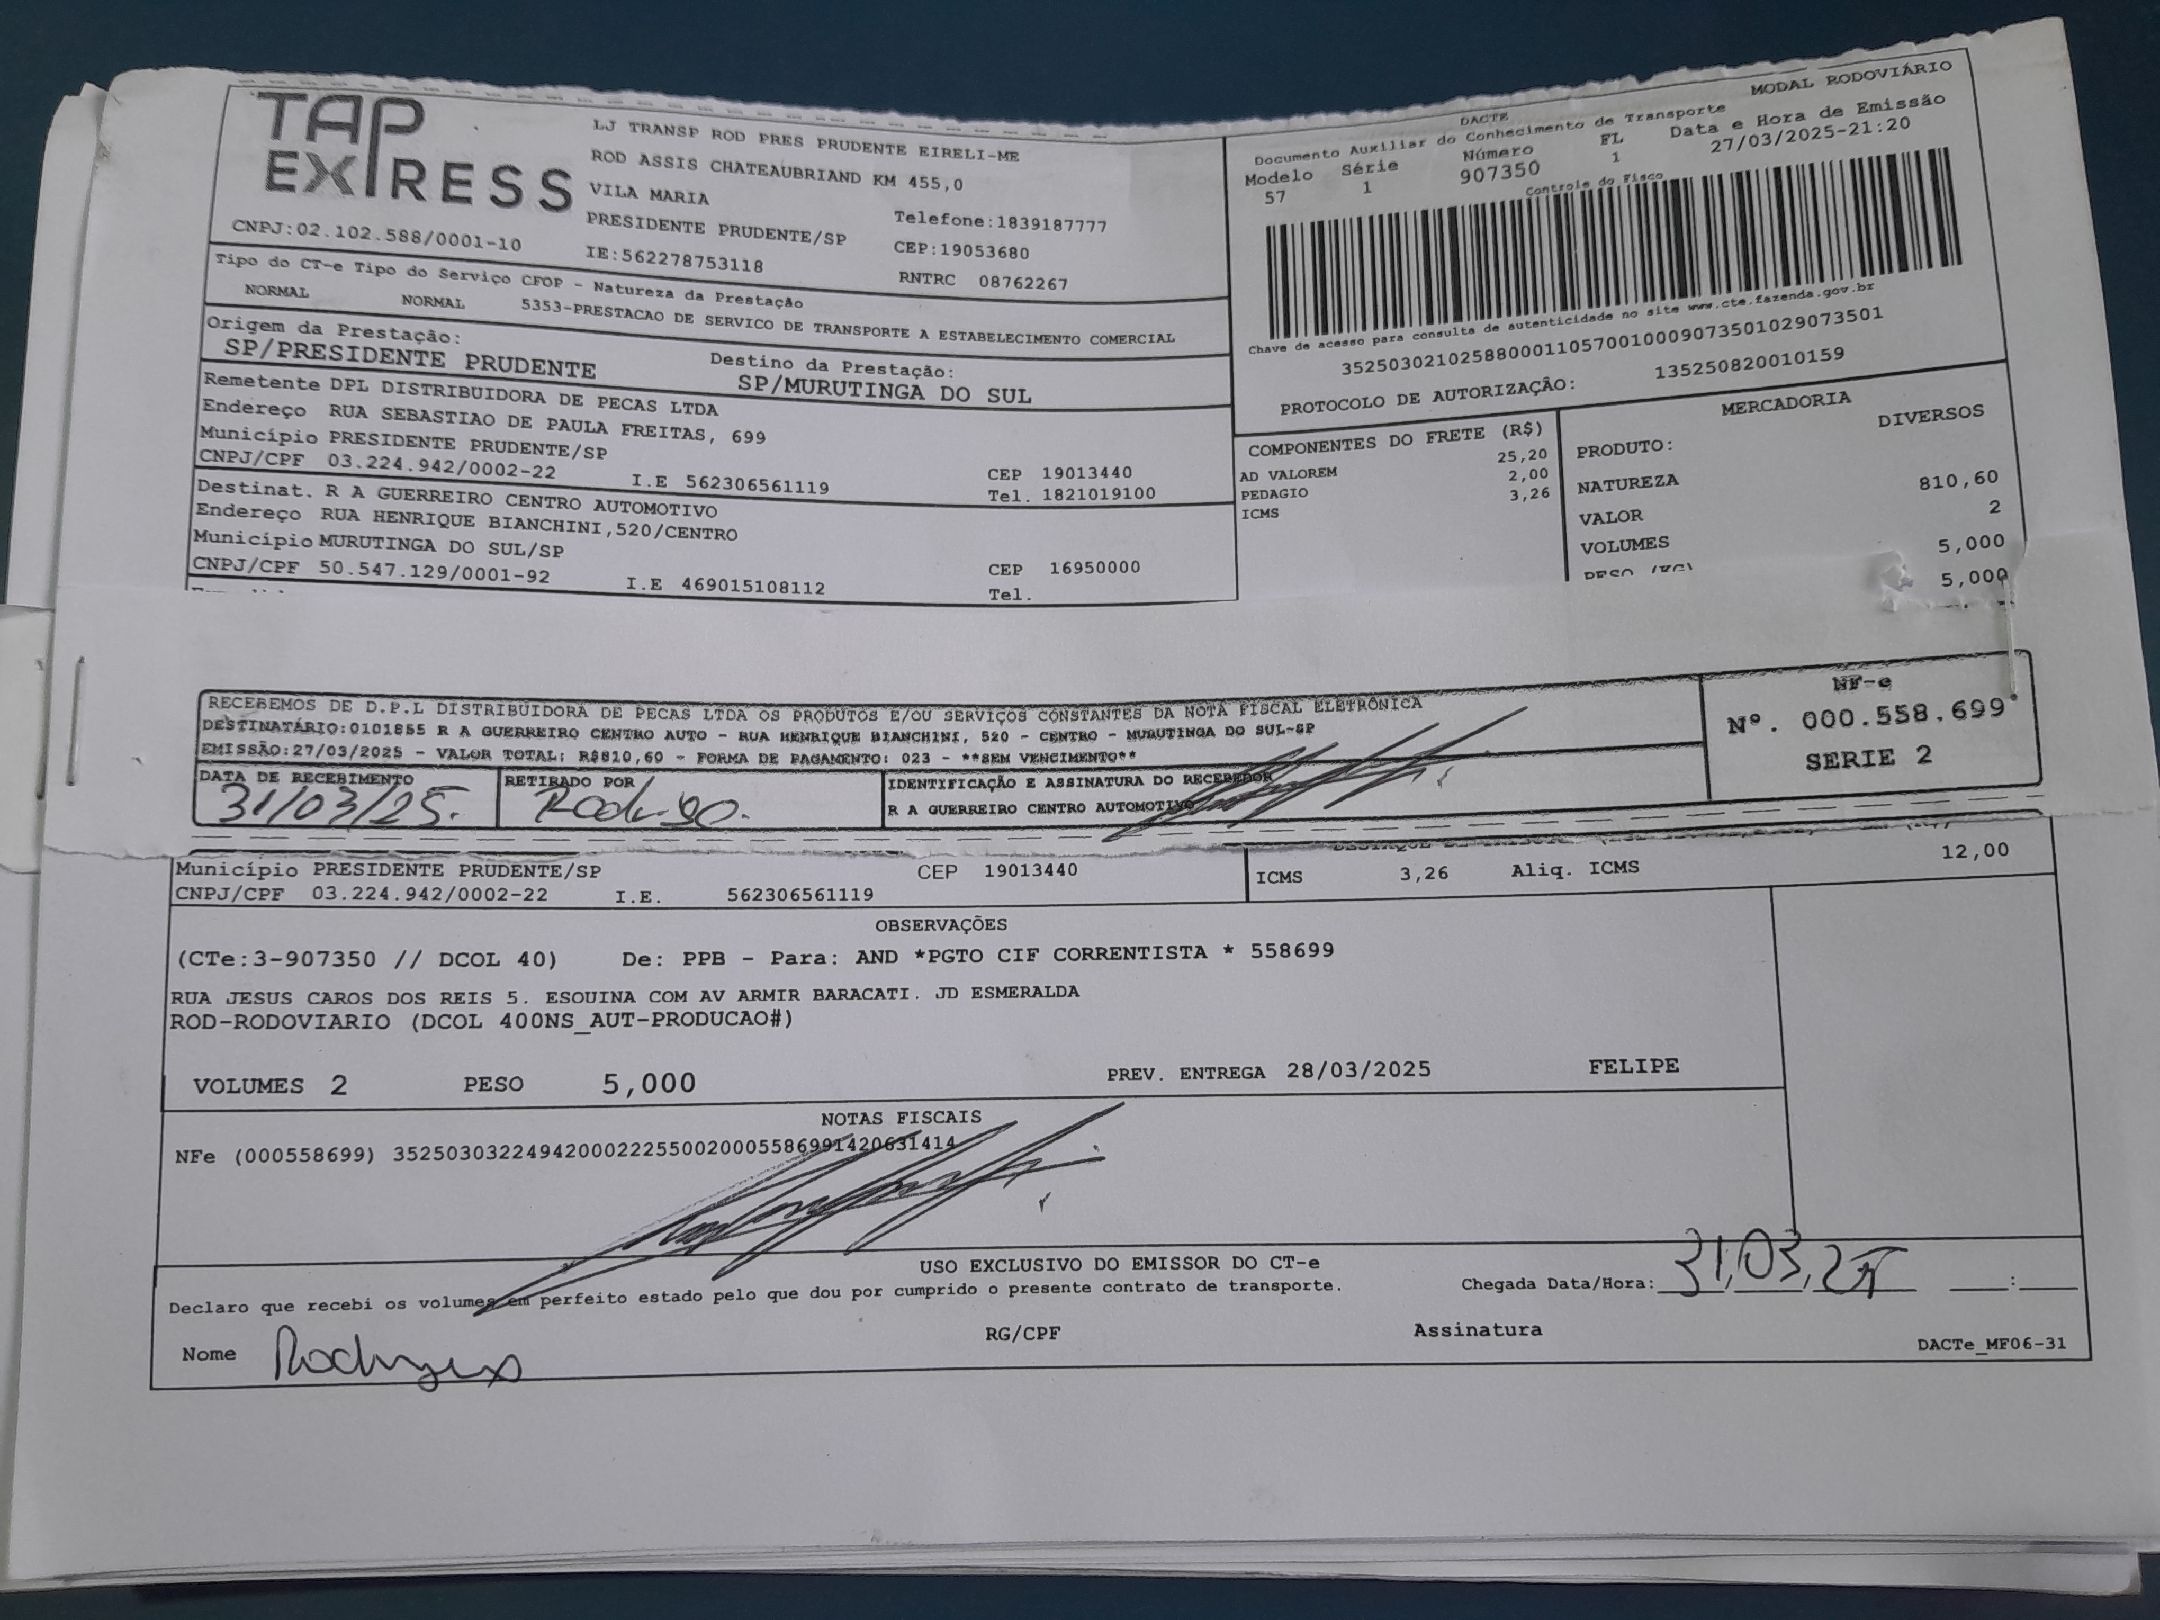 TAP EXPRESS
LJ TRANSP ROD PRES PRUDENTE EIRELI-ME
ROD ASSIS CHATEAUBRIAND KM 455,0
VILA MARIA
PRESIDENTE PRUDENTE/SP Telefone:1839187777
CNPJ:02.102.588/0001-10 IE:562278753118 CEP:19053680
RNTRC 08762267
Tipo do CT-e Tipo do Serviço CFOP - Natureza da Prestação
NORMAL NORMAL 5353-PRESTACAO DE SERVICO DE TRANSPORTE A ESTABELECIMENTO COMERCIAL
Origem da Prestação: Destino da Prestação:
SP/PRESIDENTE PRUDENTE SP/MURUTINGA DO SUL
Remetente DPL DISTRIBUIDORA DE PECAS LTDA
Endereço RUA SEBASTIAO DE PAULA FREITAS, 699
Município PRESIDENTE PRUDENTE/SP CEP 19013440
CNPJ/CPF 03.224.942/0002-22 I.E 562306561119 Tel. 1821019100
Destinat. R A GUERREIRO CENTRO AUTOMOTIVO
Endereço RUA HENRIQUE BIANCHINI,520/CENTRO
Município MURUTINGA DO SUL/SP CEP 16950000
CNPJ/CPF 50.547.129/0001-92 I.E 469015108112 Tel.
DACTE MODAL RODOVIÁRIO
Documento Auxiliar do Conhecimento de Transporte
Modelo Série Número FL Data e Hora de Emissão
57 1 907350 1 27/03/2025-21:20
Controle do Fisco
Chave de acesso para consulta de autenticidade no site www.cte.fazenda.gov.br
35250302102588000110570010009073501029073501
PROTOCOLO DE AUTORIZAÇÃO: 135250820010159
COMPONENTES DO FRETE (R$)
AD VALOREM 25,20
PEDAGIO 2,00
ICMS 3,26
MERCADORIA
PRODUTO: DIVERSOS
NATUREZA
VALOR 810,60
VOLUMES 2
PESO (KG) 5,000
5,000
RECEBEMOS DE D.P.L DISTRIBUIDORA DE PECAS LTDA OS PRODUTOS E/OU SERVIÇOS CONSTANTES DA NOTA FISCAL ELETRÔNICA
DESTINATÁRIO:0101855 R A GUERREIRO CENTRO AUTO - RUA HENRIQUE BIANCHINI, 520 - CENTRO - MURUTINGA DO SUL-SP
EMISSÃO:27/03/2025 - VALOR TOTAL: R$810,60 - FORMA DE PAGAMENTO: 023 - **SEM VENCIMENTO**
NF-e
Nº. 000.558.699
SERIE 2
DATA DE RECEBIMENTO RETIRADO POR IDENTIFICAÇÃO E ASSINATURA DO RECEBEDOR
31/03/25. Rodrigo. R A GUERREIRO CENTRO AUTOMOTIVO
Município PRESIDENTE PRUDENTE/SP CEP 19013440
CNPJ/CPF 03.224.942/0002-22 I.E. 562306561119
ICMS 3,26 Aliq. ICMS 12,00
OBSERVAÇÕES
(CTe:3-907350 // DCOL 40) De: PPB - Para: AND *PGTO CIF CORRENTISTA * 558699
RUA JESUS CAROS DOS REIS 5. ESQUINA COM AV ARMIR BARACATI. JD ESMERALDA
ROD-RODOVIARIO (DCOL 400NS_AUT-PRODUCAO#)
VOLUMES 2 PESO 5,000 PREV. ENTREGA 28/03/2025 FELIPE
NOTAS FISCAIS
NFe (000558699) 35250303224942000222550020005586991420631414
USO EXCLUSIVO DO EMISSOR DO CT-e
Declaro que recebi os volumes em perfeito estado pelo que dou por cumprido o presente contrato de transporte. Chegada Data/Hora: 31,03,25 :
Nome Rodrigo RG/CPF Assinatura
DACTe_MF06-31